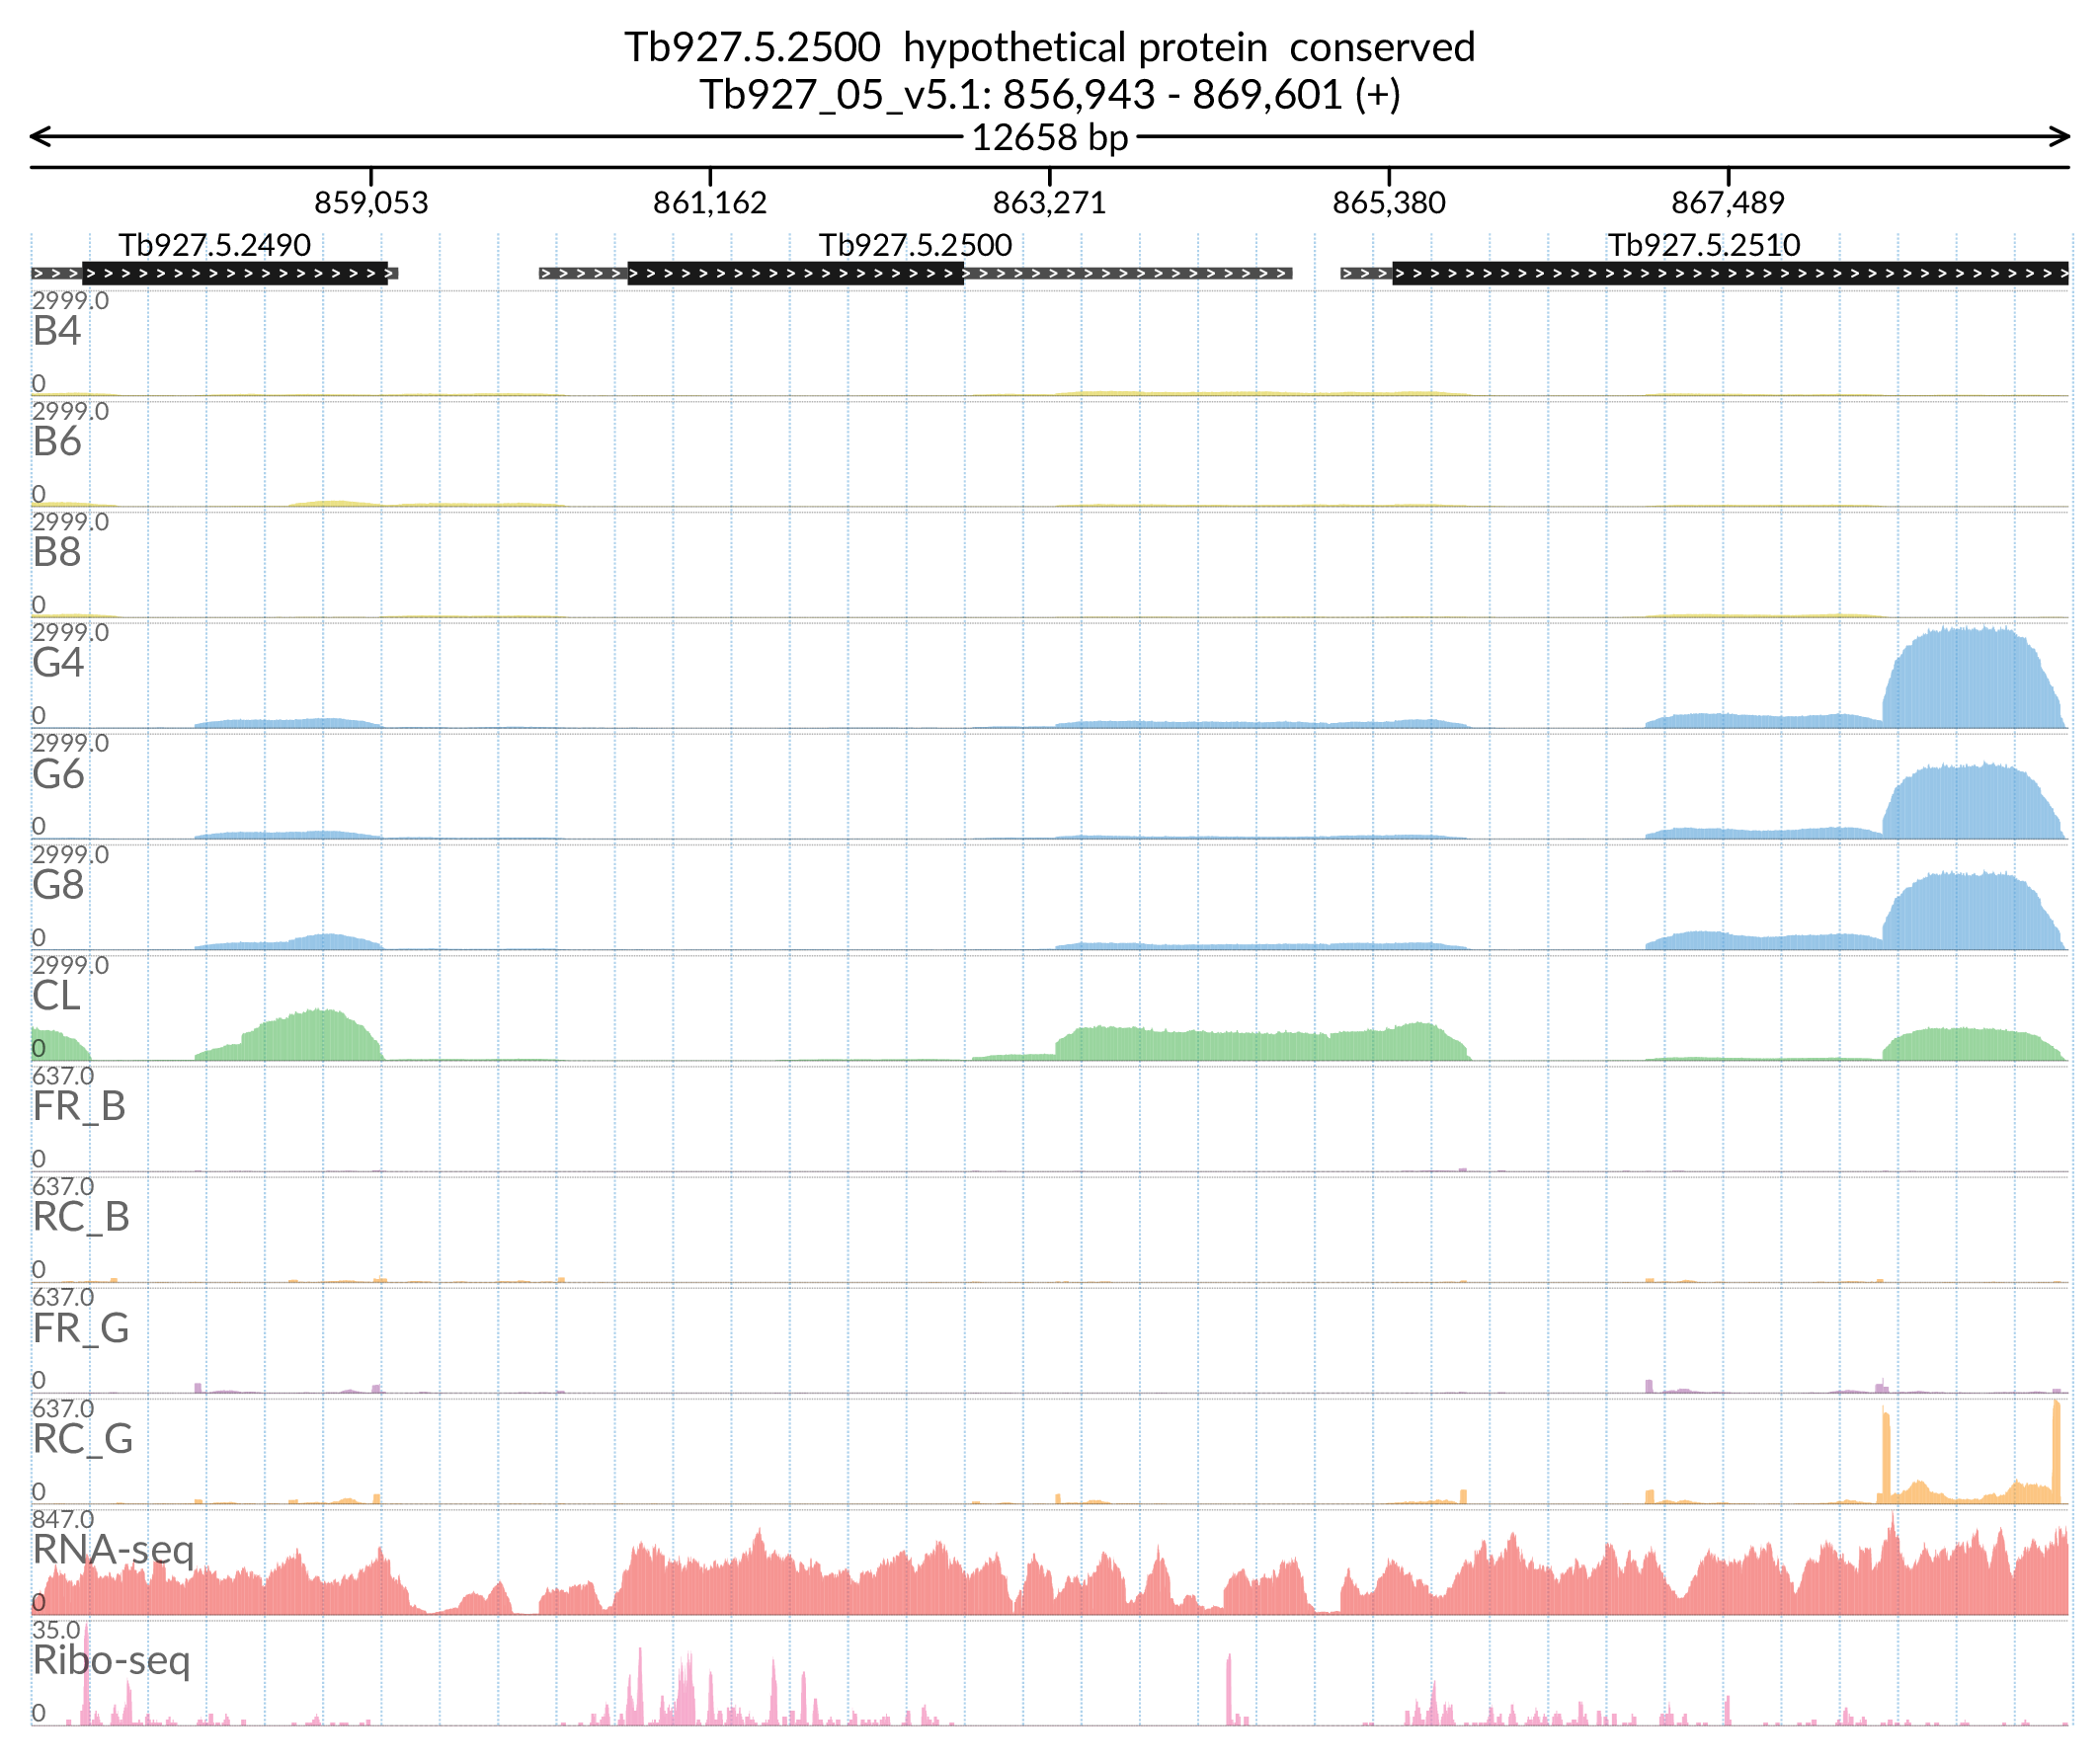 Tb927.5.2500  hypothetical protein  conserved
Tb927_05_v5.1: 856,943 - 869,601 (+)
12658 bp
859,053 861,162 863,271 865,380 867,489
Tb927.5.2490 Tb927.5.2500 Tb927.5.2510
2999.0
B4
0
2999.0
B6
0
2999.0
B8
0
2999.0
G4
0
2999.0
G6
0
2999.0
G8
0
2999.0
CL
0
637.0
FR_B
0
637.0
RC_B
0
637.0
FR_G
0
637.0
RC_G
0
847.0
RNA-seq
0
35.0
Ribo-seq
0